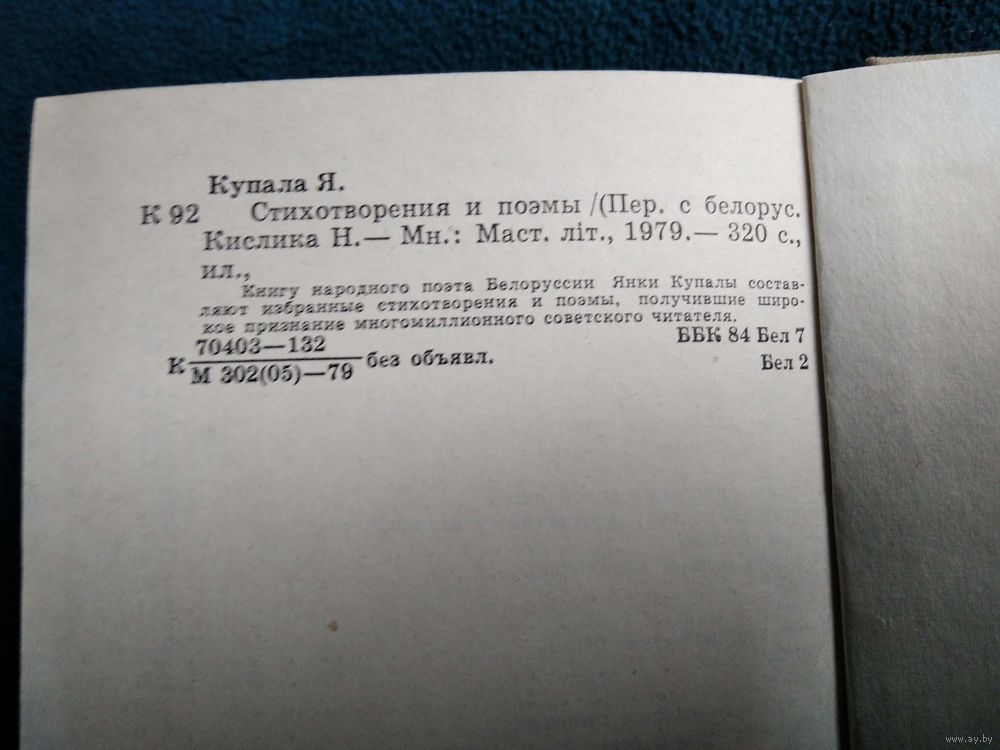 Купала Я.
К 92 Стихотворения и поэмы /(Пер. с белорус.
Кислика Н.— Мн.: Маст. літ., 1979.— 320 с.,
ил.,
Книгу народного поэта Белоруссии Янки Купалы состав-
ляют избранные стихотворения и поэмы, получившие широ-
кое признание многомиллионного советского читателя.
70403—132
К М 302(05)—79 без объявл.
ББК 84 Бел 7
Бел 2
www.ay.by